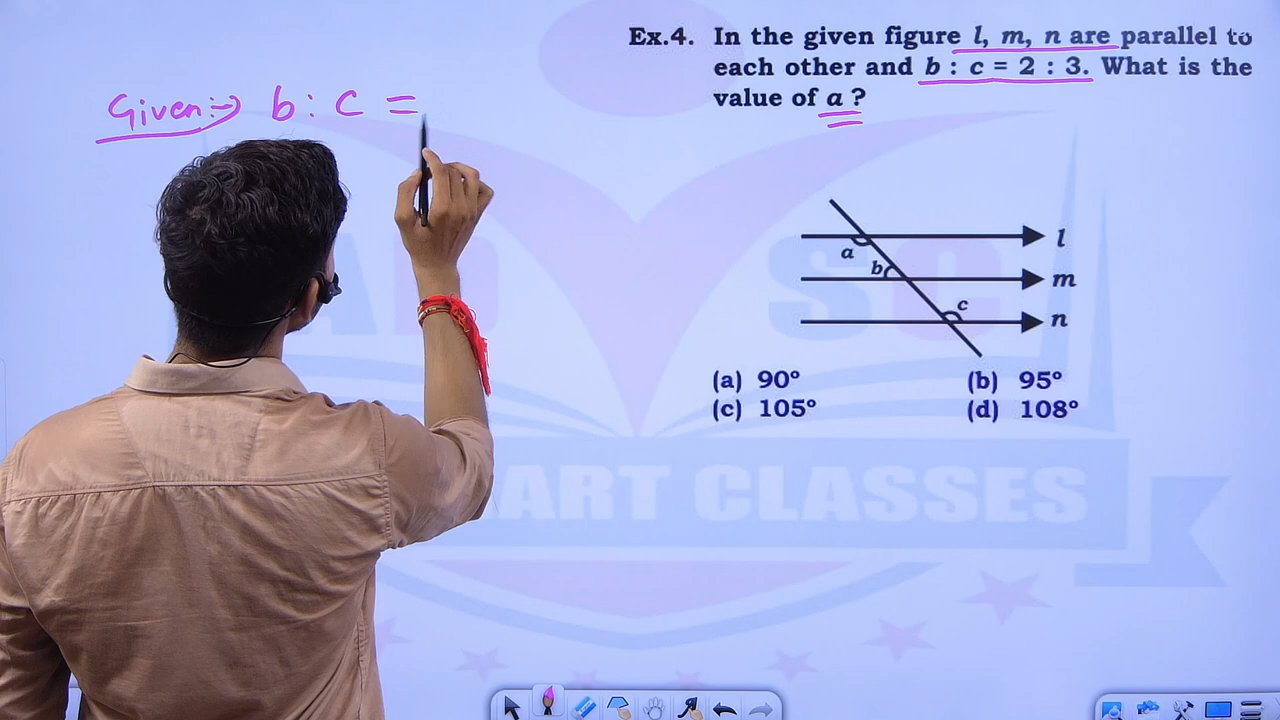 Ex.4. In the given figure l, m, n are parallel to
each other and b : c = 2 : 3. What is the
value of a ?
Given:-> b : c =
l
a
b
m
c
n
(a) 90° (b) 95°
(c) 105° (d) 108°
ART CLASSES